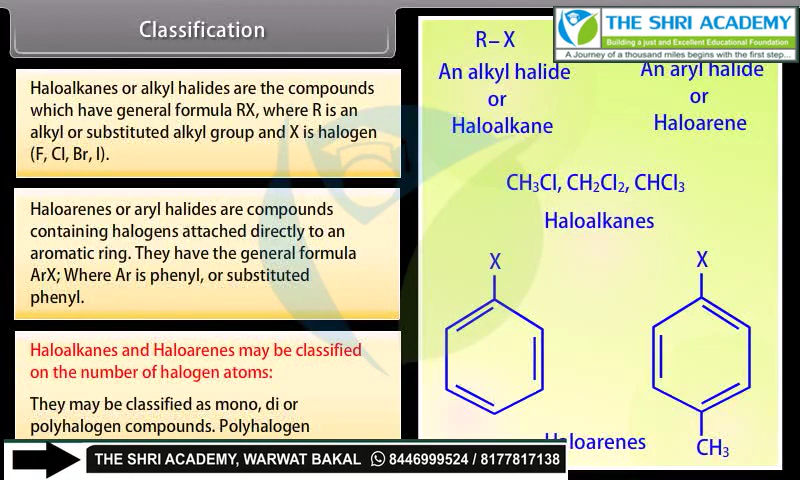 Classification
THE SHRI ACADEMY
Building a just and Excellent Educational Foundation
A Journey of a thousand miles begins with the first step...
Haloalkanes or alkyl halides are the compounds
which have general formula RX, where R is an
alkyl or substituted alkyl group and X is halogen
(F, Cl, Br, I).
Haloarenes or aryl halides are compounds
containing halogens attached directly to an
aromatic ring. They have the general formula
ArX; Where Ar is phenyl, or substituted
phenyl.
Haloalkanes and Haloarenes may be classified
on the number of halogen atoms:
They may be classified as mono, di or
polyhalogen compounds. Polyhalogen
R–X
An alkyl halide
or
Haloalkane
An aryl halide
or
Haloarene
CH₃Cl, CH₂Cl₂, CHCl₃
Haloalkanes
X
X
CH₃
Haloarenes
THE SHRI ACADEMY, WARWAT BAKAL 8446999524 / 8177817138